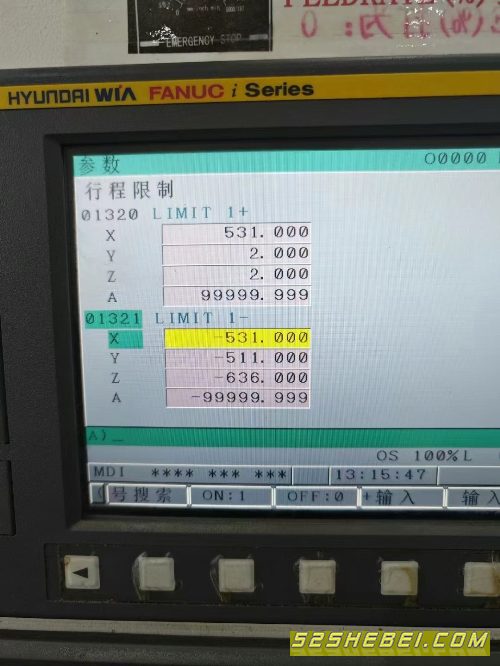 EMERGENCY STOP
FEEDRATE(%)
HYUNDAI WIA FANUC i Series
参数 O0000
行程限制
01320 LIMIT 1+
X 531.000
Y 2.000
Z 2.000
A 99999.999
01321 LIMIT 1-
X -531.000
Y -511.000
Z -636.000
A -99999.999
A)_
OS 100% L
MDI **** *** *** 13:15:47
( 号搜索 ON:1 OFF:0 +输入 输入
52SHEBEI.COM